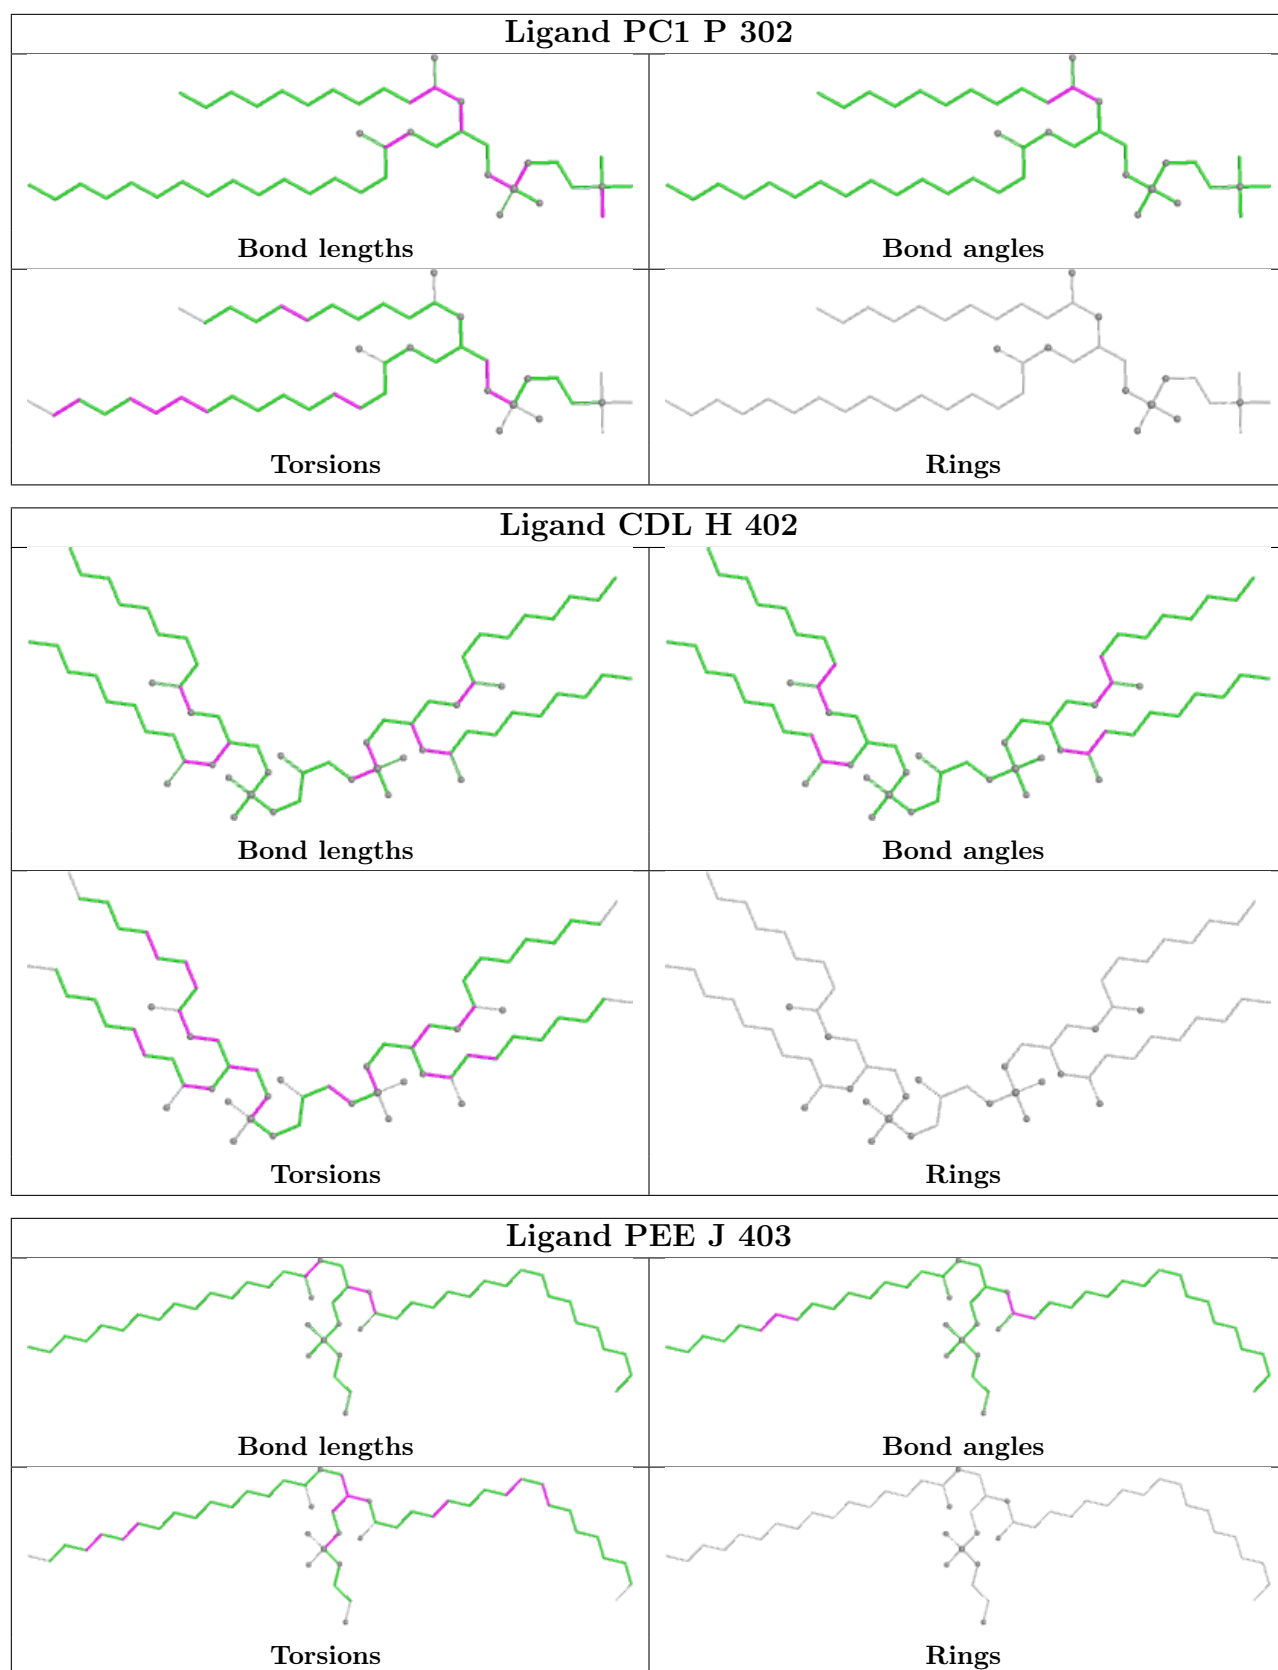 Ligand PC1 P 302
Bond lengths
Bond angles
Torsions
Rings
Ligand CDL H 402
Bond lengths
Bond angles
Torsions
Rings
Ligand PEE J 403
Bond lengths
Bond angles
Torsions
Rings